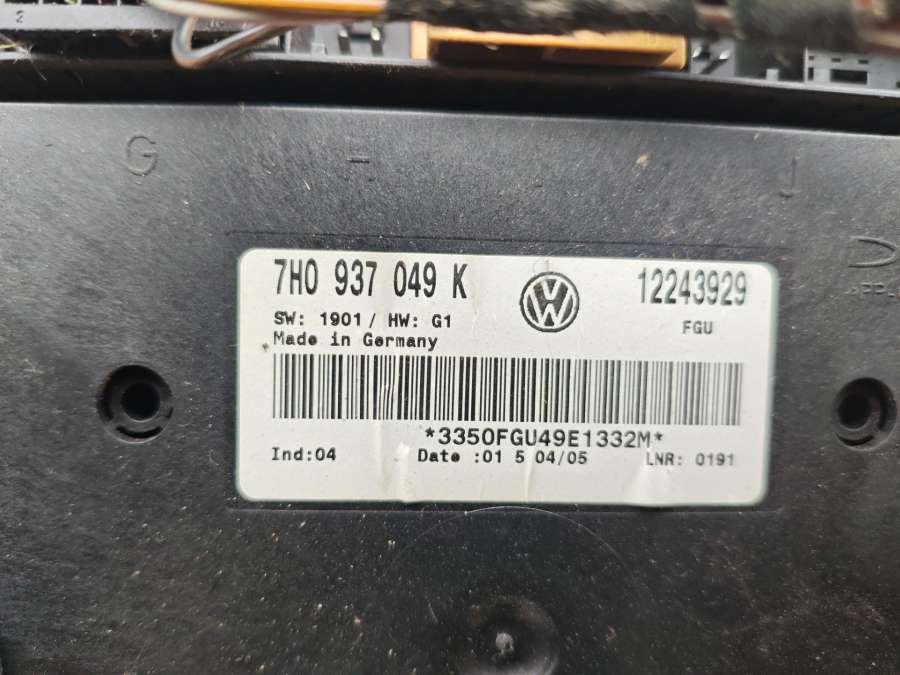 G
J
7H0 937 049 K
12243929
SW: 1901/ HW: G1
FGU
Made in Germany
*3350FGU49E1332M*
Ind:04
Date :01 5 04/05
LNR: 0191